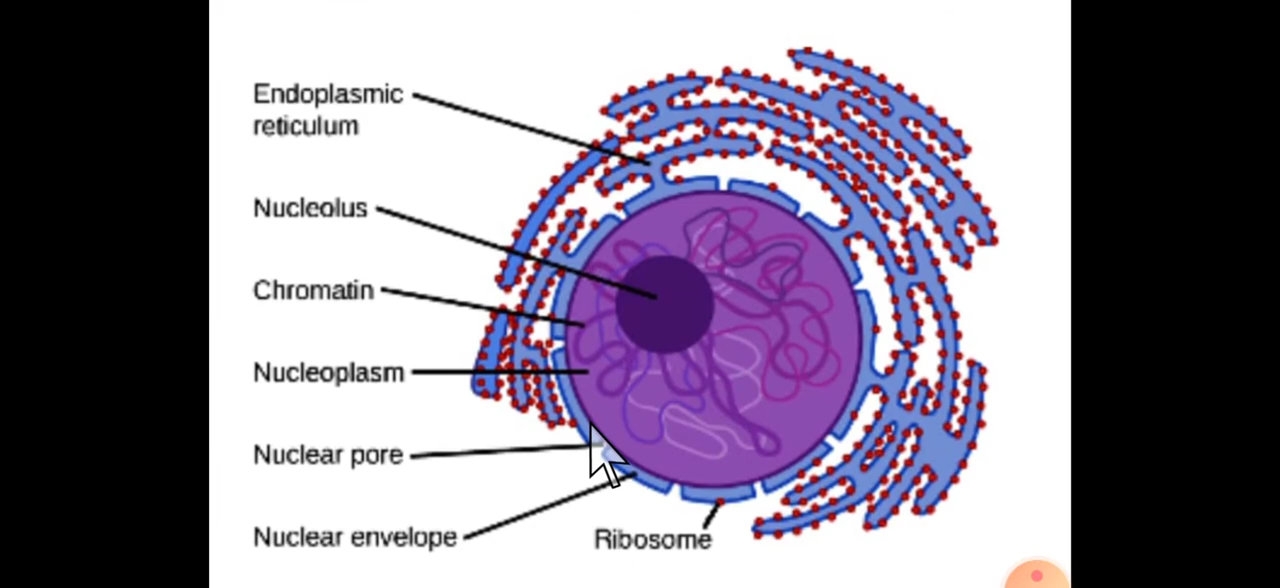 Endoplasmic
reticulum
Nucleolus
Chromatin
Nucleoplasm
Nuclear pore
Nuclear envelope
Ribosome